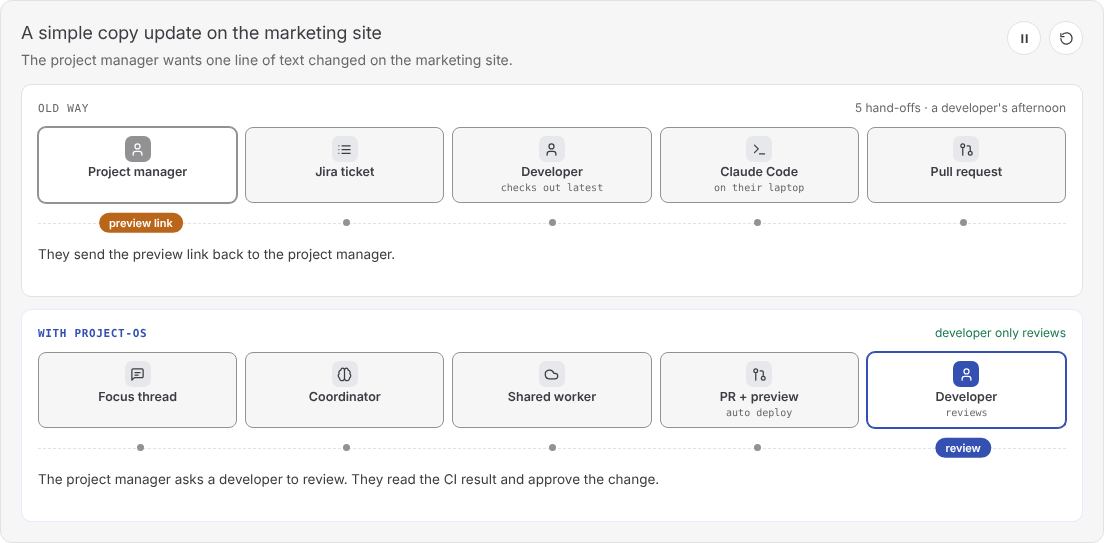 A simple copy update on the marketing site
The project manager wants one line of text changed on the marketing site.
OLD WAY
5 hand-offs · a developer's afternoon
Project manager
Jira ticket
Developer
checks out latest
Claude Code
on their laptop
Pull request
preview link
They send the preview link back to the project manager.
WITH PROJECT-OS
developer only reviews
Focus thread
Coordinator
Shared worker
PR + preview
auto deploy
Developer
reviews
review
The project manager asks a developer to review. They read the CI result and approve the change.